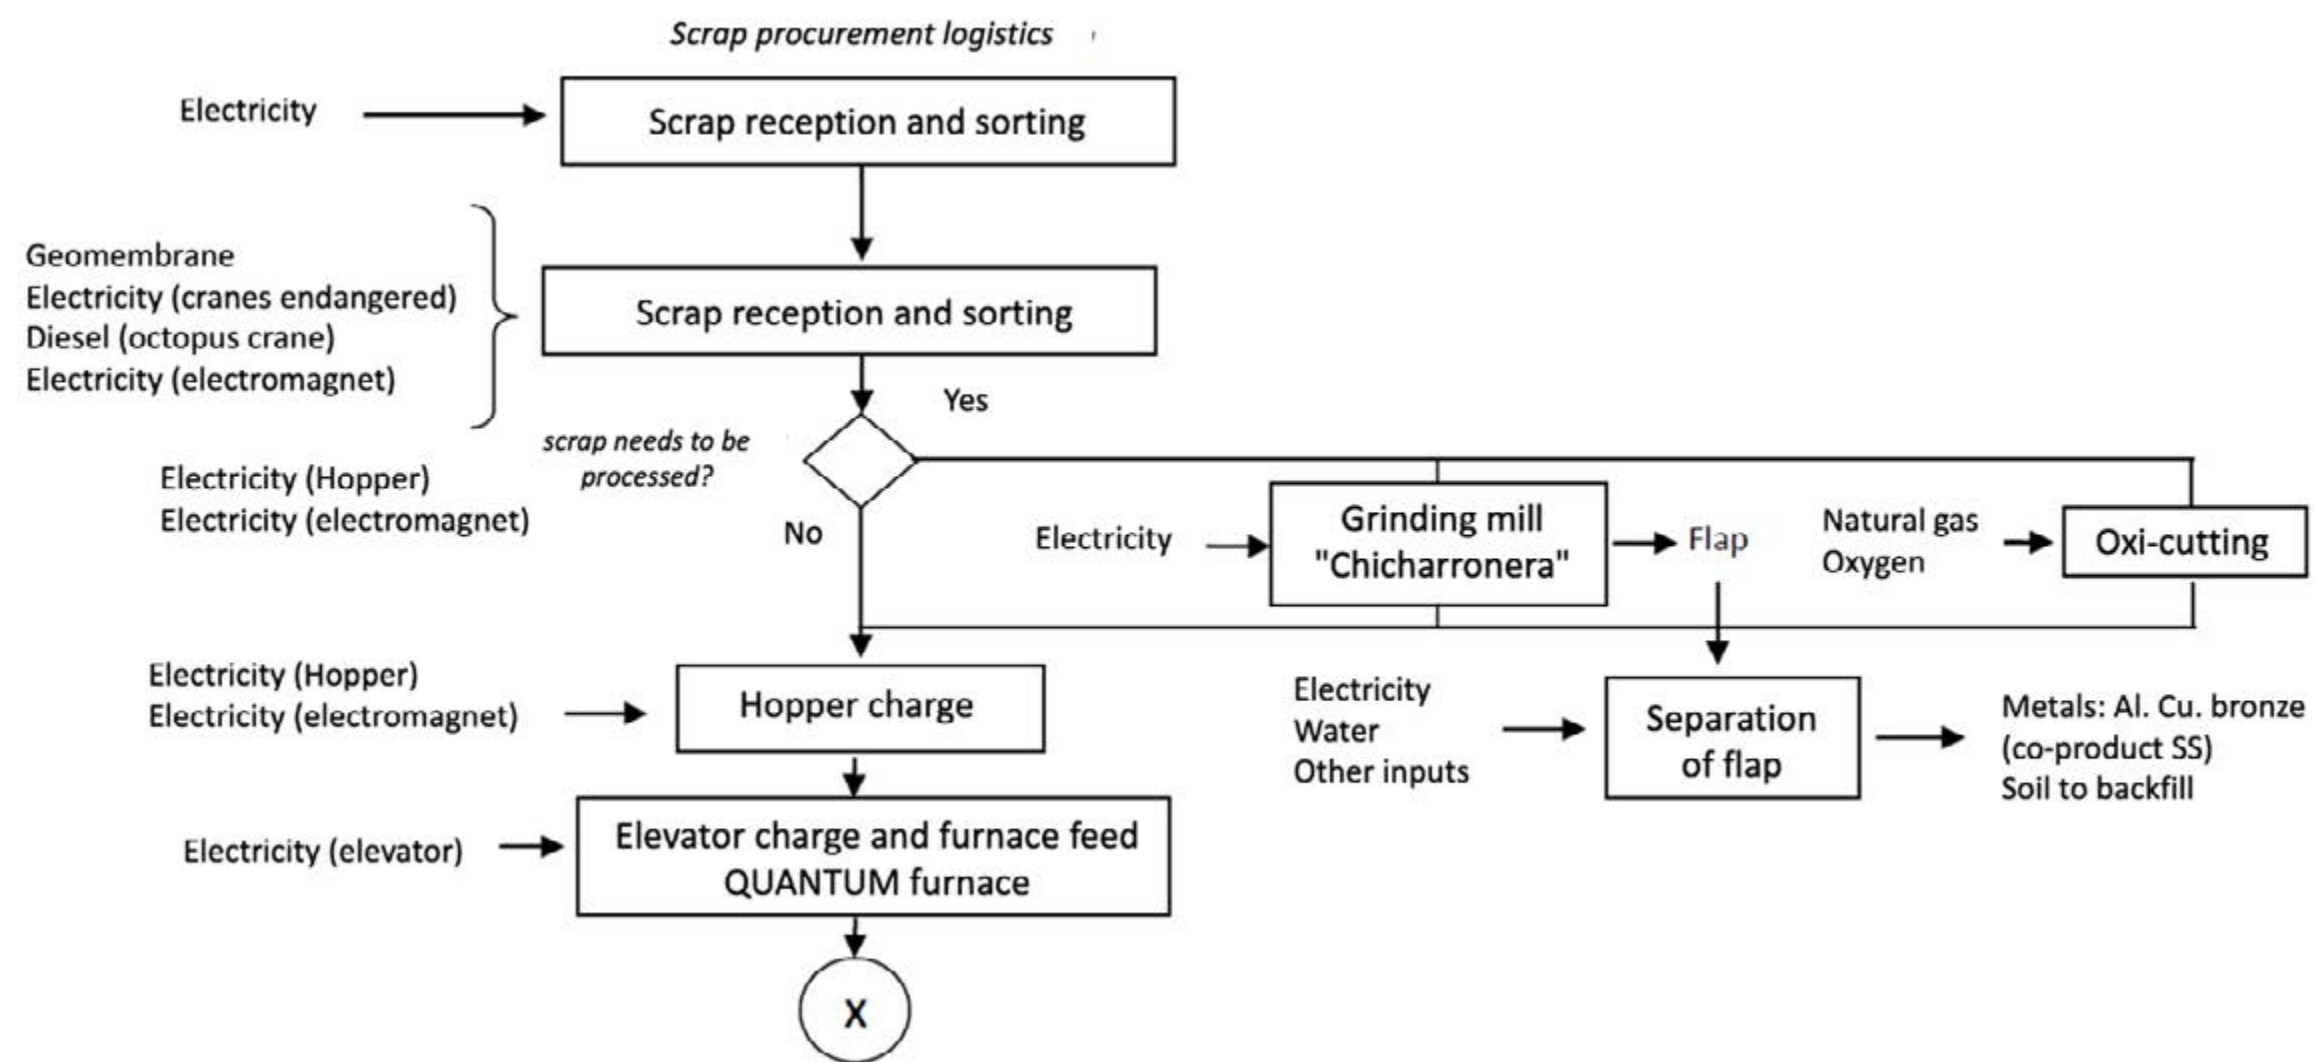 Scrap procurement logistics
Electricity
Scrap reception and sorting
Geomembrane
Electricity (cranes endangered)
Diesel (octopus crane)
Electricity (electromagnet)
Scrap reception and sorting
Yes
scrap needs to be
processed?
Electricity (Hopper)
Electricity (electromagnet)
No
Electricity
Grinding mill
"Chicharronera"
Flap
Natural gas
Oxygen
Oxi-cutting
Electricity (Hopper)
Electricity (electromagnet)
Hopper charge
Electricity
Water
Other inputs
Separation
of flap
Metals: Al. Cu. bronze
(co-product SS)
Soil to backfill
Electricity (elevator)
Elevator charge and furnace feed
QUANTUM furnace
X